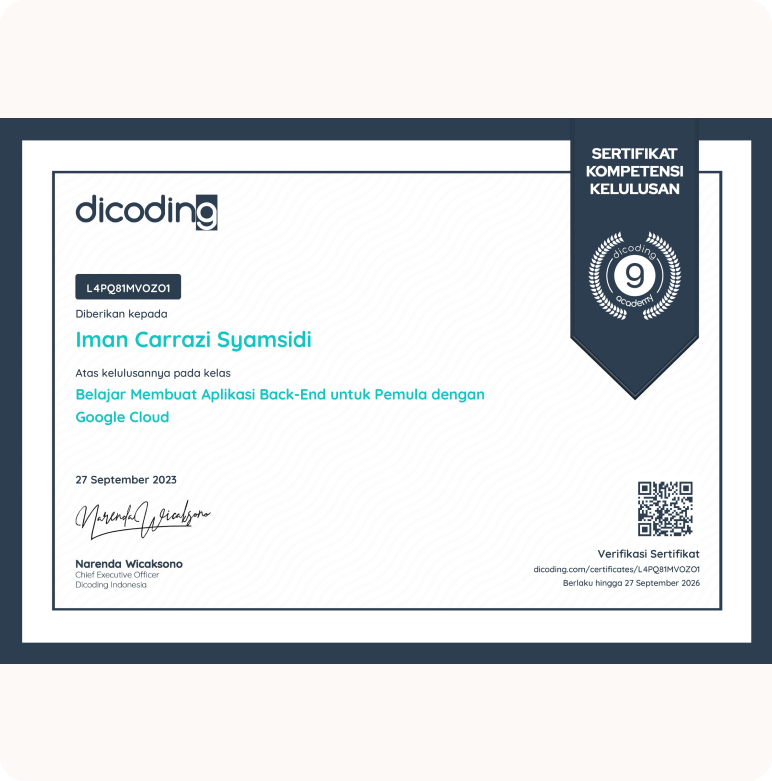 SERTIFIKAT
KOMPETENSI
KELULUSAN
dicoding
dicoding
9
academy
L4PQ81MVOZO1
Diberikan kepada
Iman Carrazi Syamsidi
Atas kelulusannya pada kelas
Belajar Membuat Aplikasi Back-End untuk Pemula dengan
Google Cloud
27 September 2023
Narenda Wicaksono
Narenda Wicaksono
Chief Executive Officer
Dicoding Indonesia
Verifikasi Sertifikat
dicoding.com/certificates/L4PQ81MVOZO1
Berlaku hingga 27 September 2026